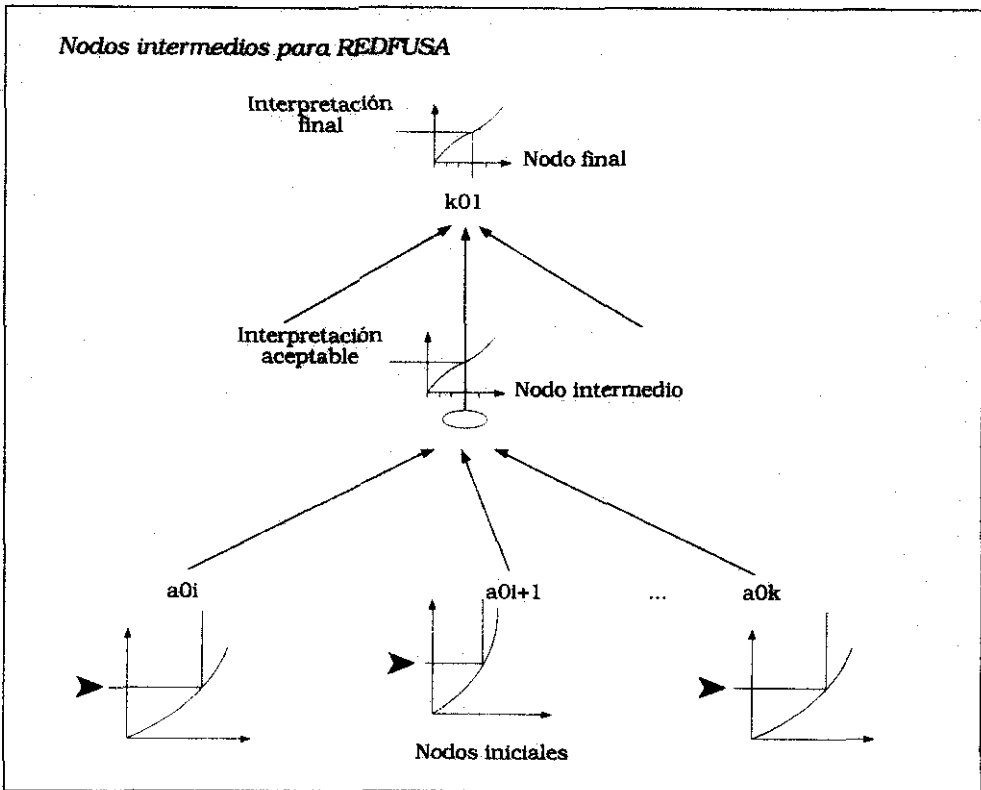 Nodos intermedios para REDFUSA
Interpretación
final
Nodo final
k01
Interpretación
aceptable
Nodo intermedio
a0i
a0i+1
...
a0k
Nodos iniciales